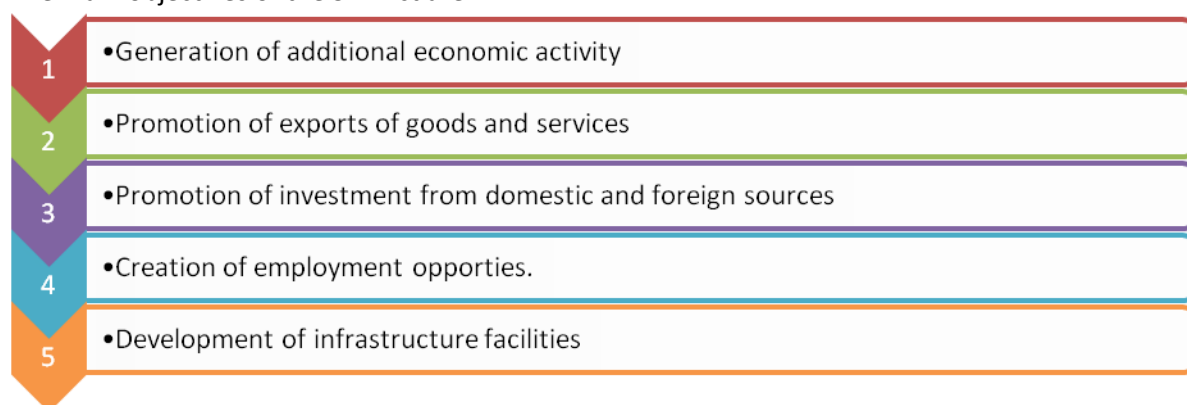 1
•Generation of additional economic activity
2
•Promotion of exports of goods and services
3
•Promotion of investment from domestic and foreign sources
4
•Creation of employment opporties.
5
•Development of infrastructure facilities